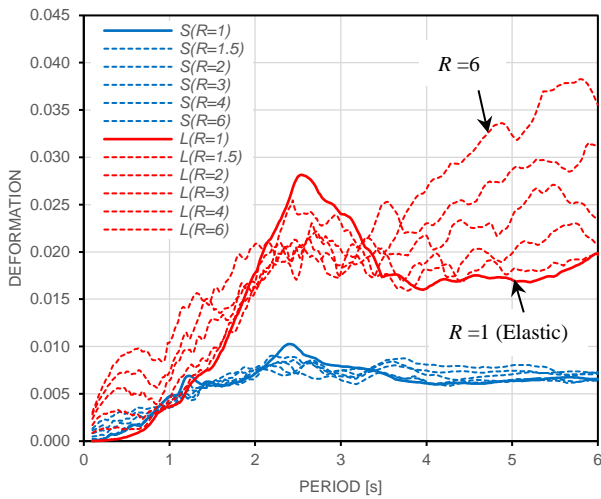 0.045
0.040
0.035
0.030
0.025
0.020
0.015
0.010
0.005
0.000
DEFORMATION
S(R=1)
S(R=1.5)
S(R=2)
S(R=3)
S(R=4)
S(R=6)
L(R=1)
L(R=1.5)
L(R=2)
L(R=3)
L(R=4)
L(R=6)
R =6
R =1 (Elastic)
0 1 2 3 4 5 6
PERIOD [s]